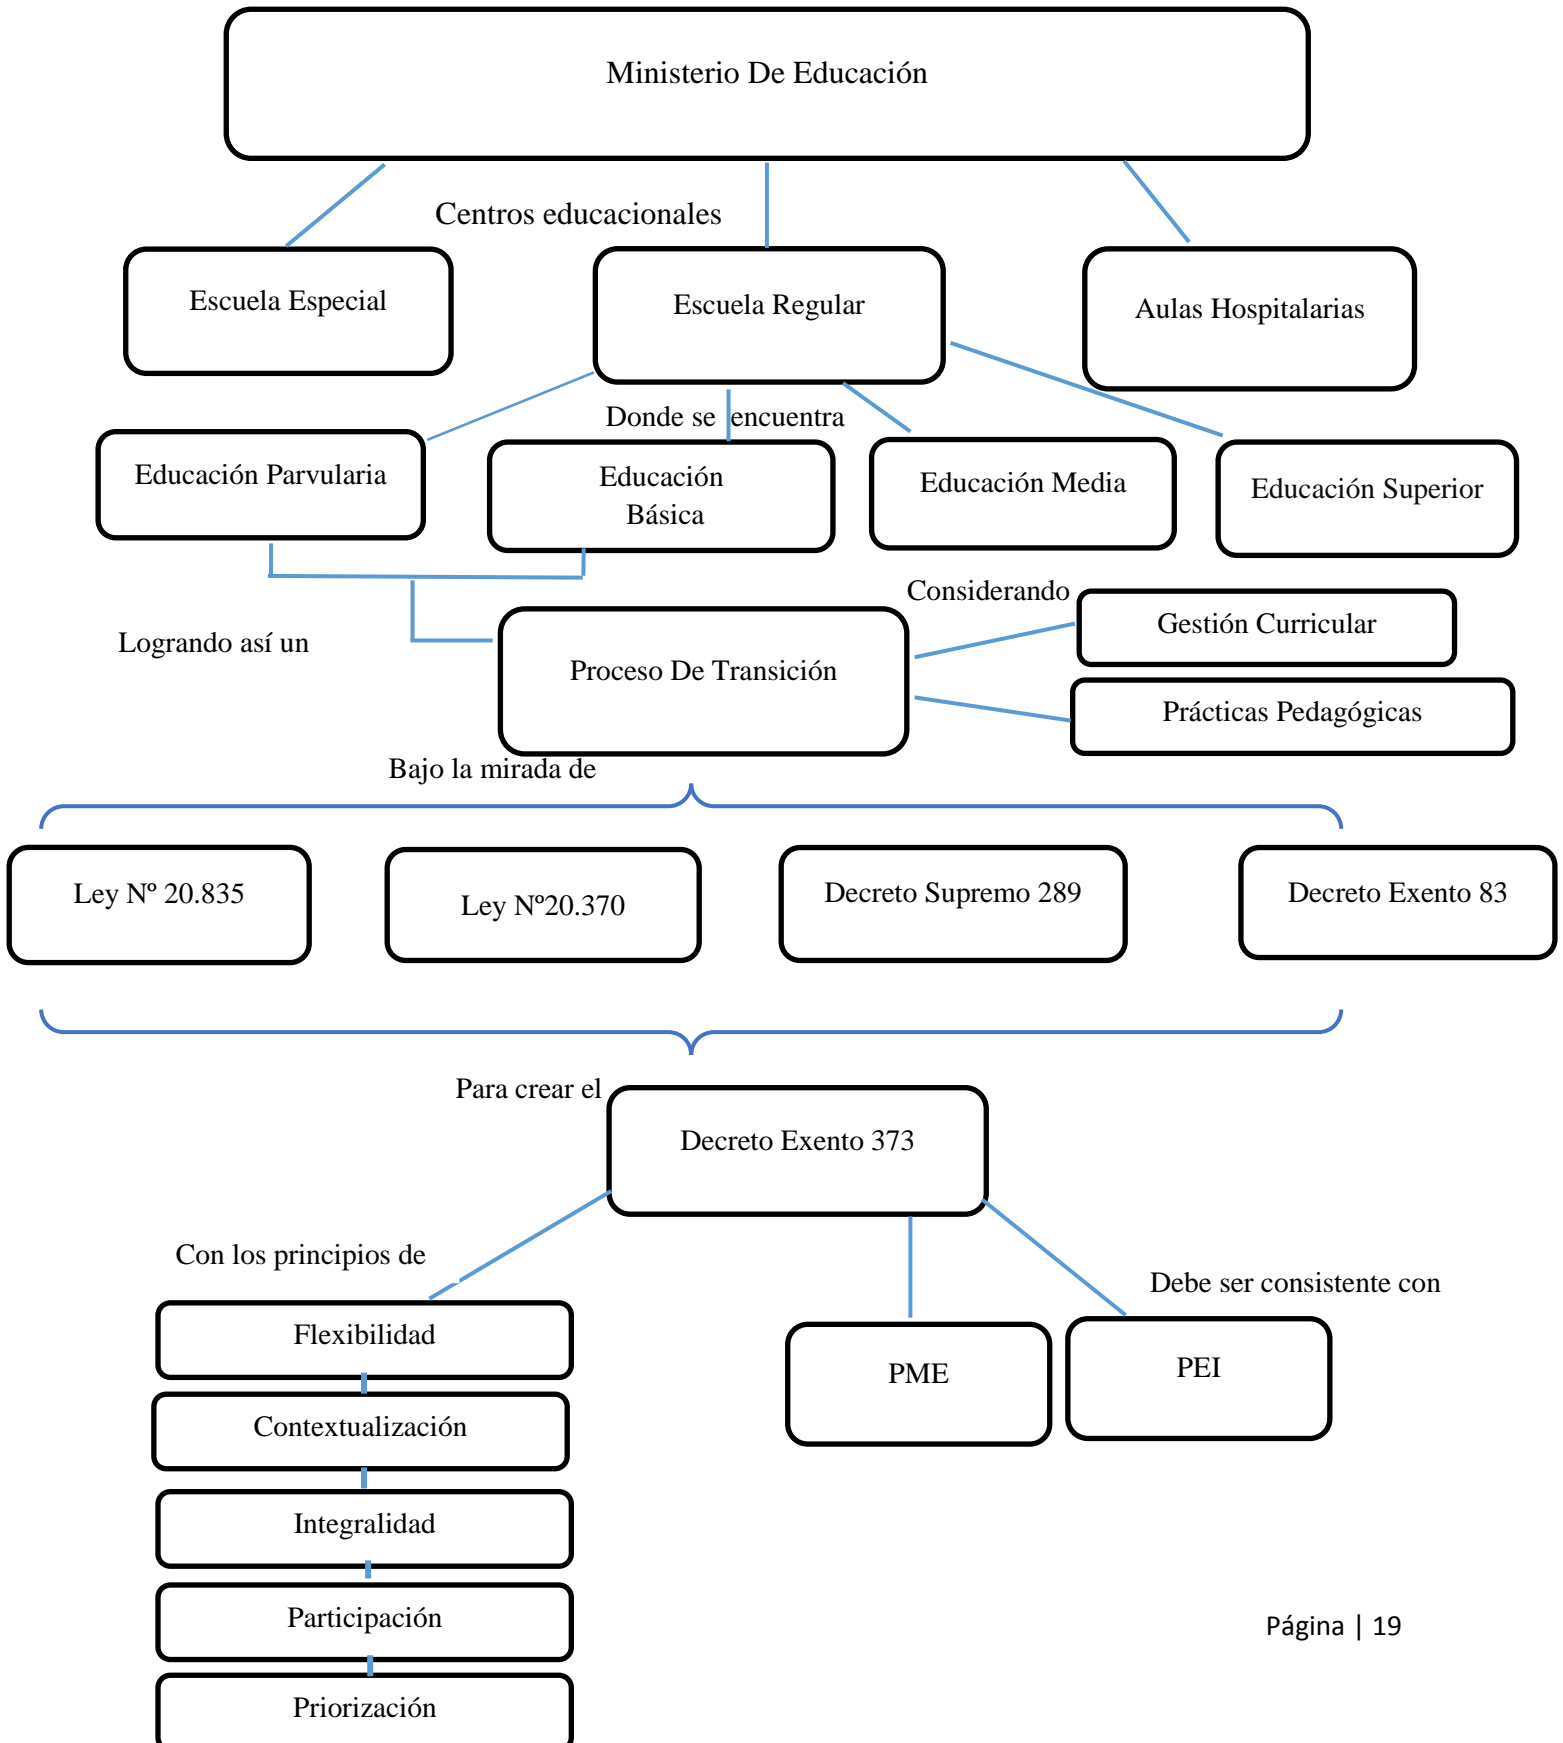 Ministerio De Educación
Centros educacionales
Escuela Especial
Escuela Regular
Aulas Hospitalarias
Donde se encuentra
Educación Parvularia
Educación
Básica
Educación Media
Educación Superior
Considerando
Gestión Curricular
Logrando así un
Proceso De Transición
Prácticas Pedagógicas
Bajo la mirada de
Ley Nº 20.835
Ley Nº20.370
Decreto Supremo 289
Decreto Exento 83
Para crear el
Decreto Exento 373
Con los principios de
Debe ser consistente con
Flexibilidad
PME
PEI
Contextualización
Integralidad
Participación
Página | 19
Priorización